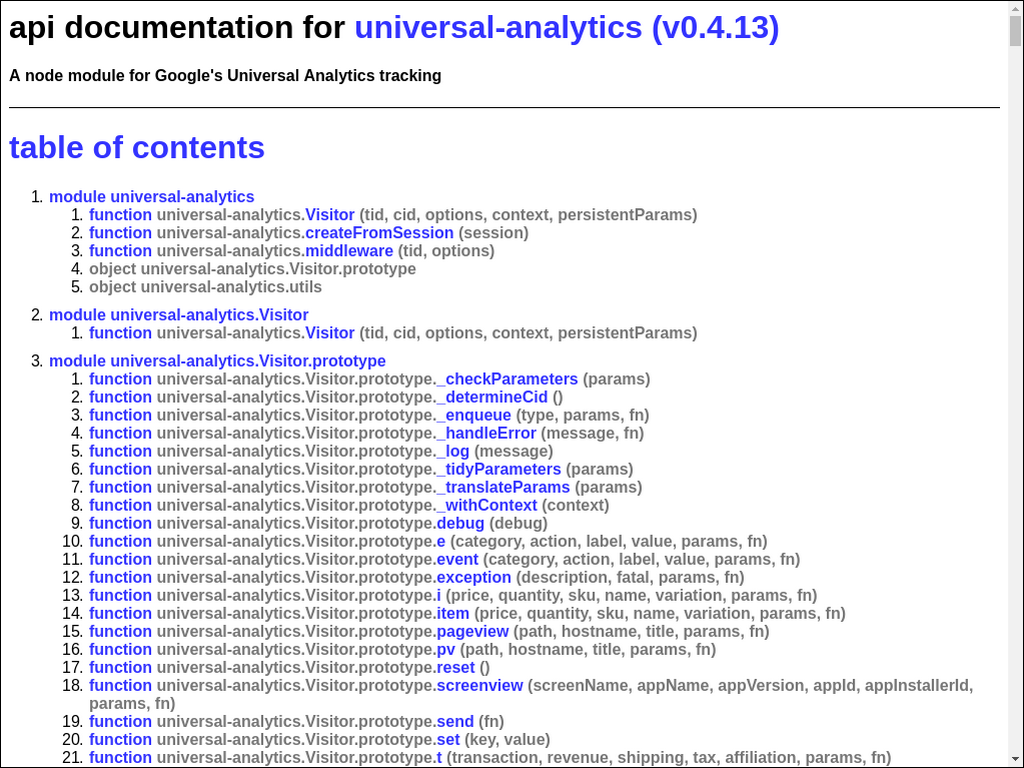 api documentation for universal-analytics (v0.4.13)
A node module for Google's Universal Analytics tracking
table of contents
1. module universal-analytics
1. function universal-analytics.Visitor (tid, cid, options, context, persistentParams)
2. function universal-analytics.createFromSession (session)
3. function universal-analytics.middleware (tid, options)
4. object universal-analytics.Visitor.prototype
5. object universal-analytics.utils
2. module universal-analytics.Visitor
1. function universal-analytics.Visitor (tid, cid, options, context, persistentParams)
3. module universal-analytics.Visitor.prototype
1. function universal-analytics.Visitor.prototype._checkParameters (params)
2. function universal-analytics.Visitor.prototype._determineCid ()
3. function universal-analytics.Visitor.prototype._enqueue (type, params, fn)
4. function universal-analytics.Visitor.prototype._handleError (message, fn)
5. function universal-analytics.Visitor.prototype._log (message)
6. function universal-analytics.Visitor.prototype._tidyParameters (params)
7. function universal-analytics.Visitor.prototype._translateParams (params)
8. function universal-analytics.Visitor.prototype._withContext (context)
9. function universal-analytics.Visitor.prototype.debug (debug)
10. function universal-analytics.Visitor.prototype.e (category, action, label, value, params, fn)
11. function universal-analytics.Visitor.prototype.event (category, action, label, value, params, fn)
12. function universal-analytics.Visitor.prototype.exception (description, fatal, params, fn)
13. function universal-analytics.Visitor.prototype.i (price, quantity, sku, name, variation, params, fn)
14. function universal-analytics.Visitor.prototype.item (price, quantity, sku, name, variation, params, fn)
15. function universal-analytics.Visitor.prototype.pageview (path, hostname, title, params, fn)
16. function universal-analytics.Visitor.prototype.pv (path, hostname, title, params, fn)
17. function universal-analytics.Visitor.prototype.reset ()
18. function universal-analytics.Visitor.prototype.screenview (screenName, appName, appVersion, appId, appInstallerId,
params, fn)
19. function universal-analytics.Visitor.prototype.send (fn)
20. function universal-analytics.Visitor.prototype.set (key, value)
21. function universal-analytics.Visitor.prototype.t (transaction, revenue, shipping, tax, affiliation, params, fn)